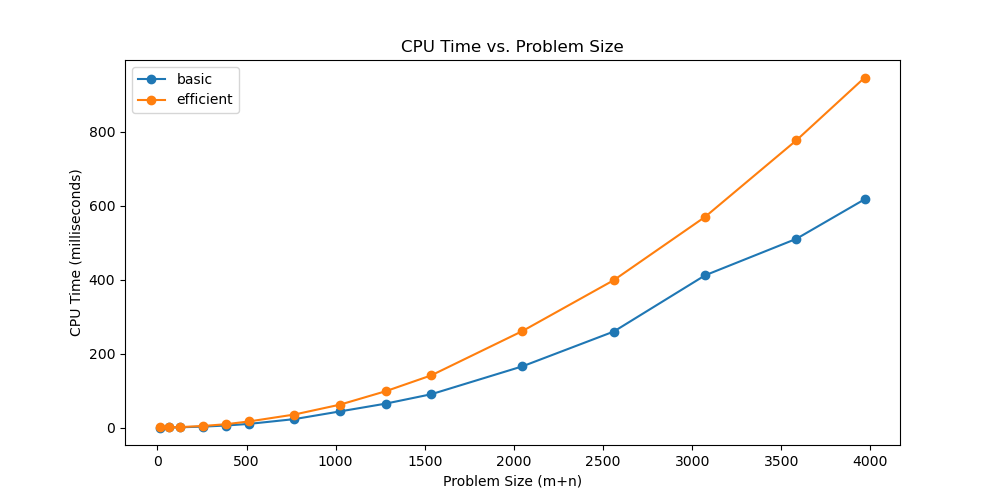 CPU Time vs. Problem Size
basic
efficient
CPU Time (milliseconds)
800
600
400
200
0
0 500 1000 1500 2000 2500 3000 3500 4000
Problem Size (m+n)